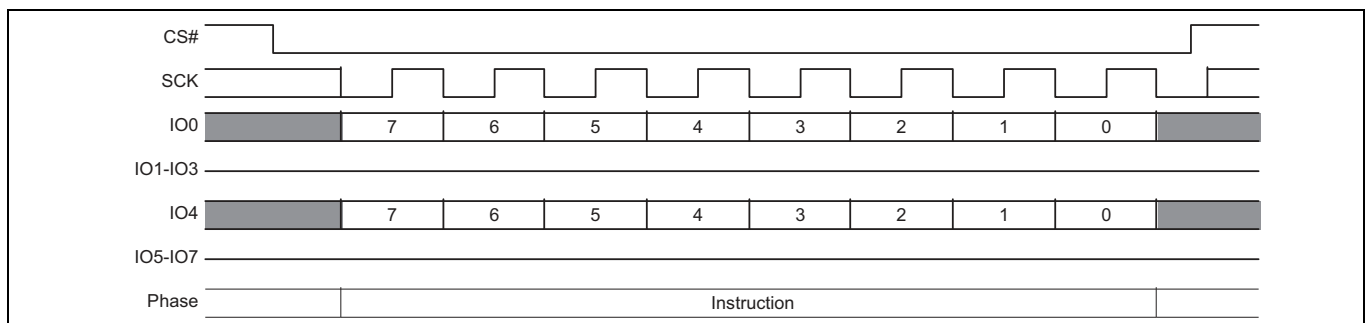 CS#
SCK
IO0 7 6 5 4 3 2 1 0
IO1-IO3
IO4 7 6 5 4 3 2 1 0
IO5-IO7
Phase Instruction